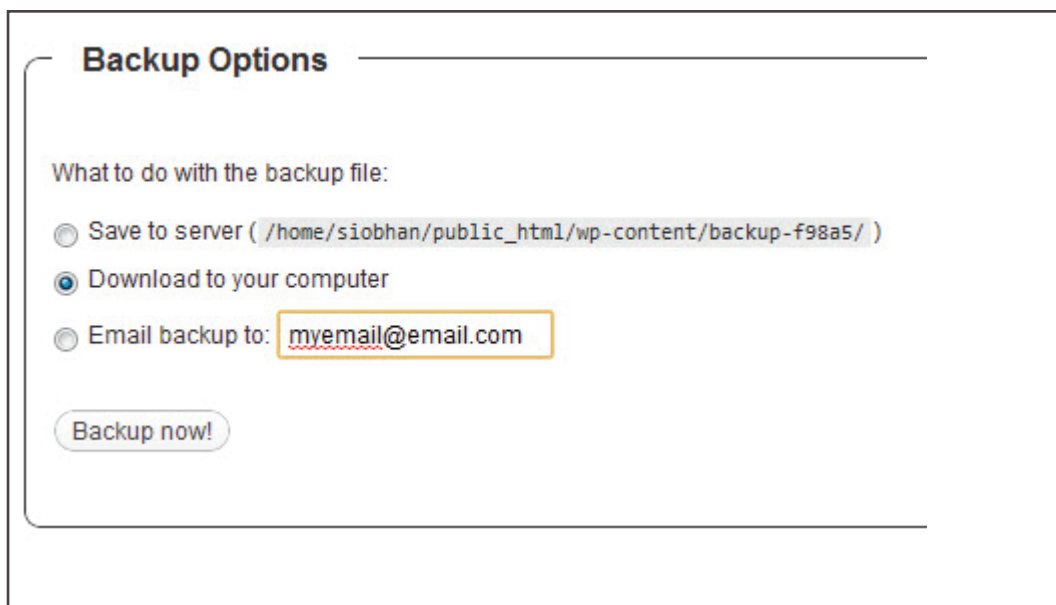 Backup Options
What to do with the backup file:
Save to server ( /home/siobhan/public_html/wp-content/backup-f98a5/ )
Download to your computer
Email backup to: myemail@email.com
Backup now!